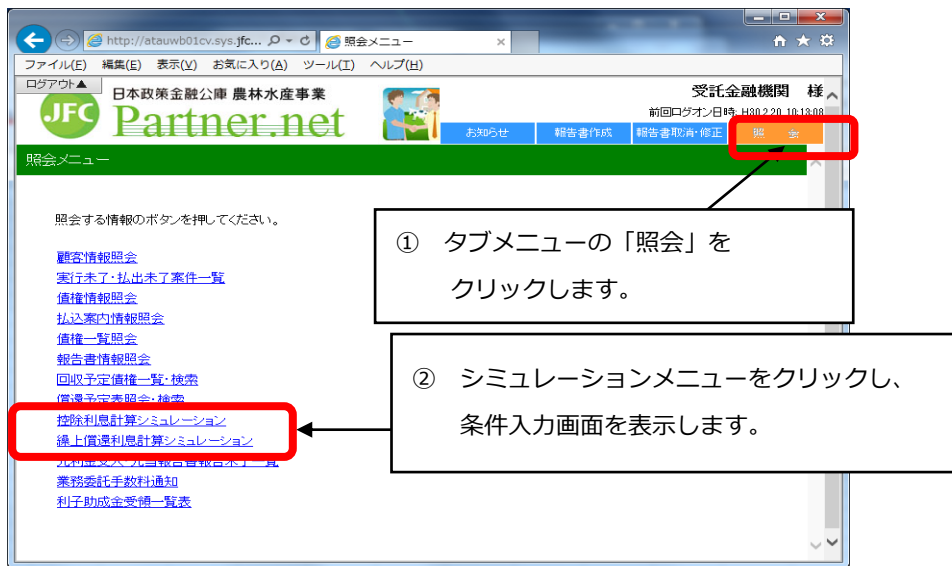 http://atauwb01cv.sys.jfc...
照会メニュー
ファイル(F) 編集(E) 表示(V) お気に入り(A) ツール(T) ヘルプ(H)
ログアウト▲
JFC
日本政策金融公庫 農林水産事業
Partner.net
受託金融機関 様
前回ログオン日時: H30.2.20 10:13:08
お知らせ 報告書作成 報告書取消・修正 照 会
照会メニュー
照会する情報のボタンを押してください。
① タブメニューの「照会」を
クリックします。
顧客情報照会
実行未了・払出未了案件一覧
債権情報照会
払込案内情報照会
債権一覧照会
報告書情報照会
回収予定債権一覧・検索
償還予定表照会・検索
控除利息計算シミュレーション
繰上償還利息計算シミュレーション
② シミュレーションメニューをクリックし、
条件入力画面を表示します。
業務委託手数料通知
利子助成金受領一覧表